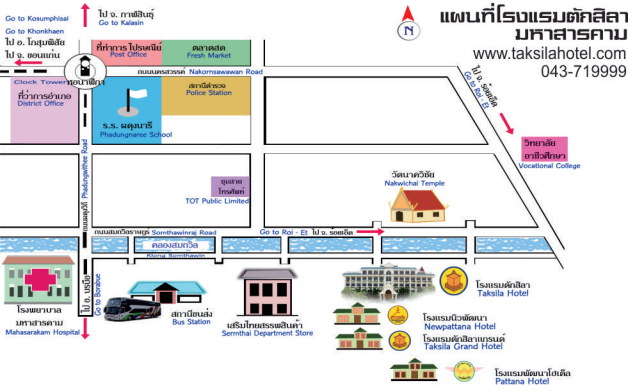 แผนที่โรงแรมตักสิลา
มหาสารคาม
www.taksilahotel.com
043-719999
N
Go to Kosumphisai
Go to Khonkhaen
ไป อ. โกสุมพิสัย
ไป จ. ขอนแก่น
ไป จ. กาฬสินธุ์
Go to Kalasin
ที่ทำการไปรษณีย์
Post Office
ตลาดสด
Fresh Market
ถนนนครสวรรค์ Nakornsawawan Road
Clock Tower หอนาฬิกา
ที่ว่าการอำเภอ
District Office
ร.ร. ผดุงนารี
Phadungnaree School
สถานีตำรวจ
Police Station
ไป จ. ร้อยเอ็ด
Go to Roi - Et
วิทยาลัย
อาชีวศึกษา
Vocational College
ถนนผดุงวิถี Phadungwithee Road
ชุมสาย
โทรศัพท์
TOT Public Limited
วัดนาควิชัย
Nakwichai Temple
ถนนสมถวิลราษฎร์ Somthawinraj Road
Go to Roi - Et ไป จ. ร้อยเอ็ด
คลองสมถวิล
Klong Somthawin
โรงพยาบาล
มหาสารคาม
Mahasarakam Hospital
ไป อ. บรบือ
Go to Borabue
สถานีขนส่ง
Bus Station
เสริมไทยสรรพสินค้า
Sermthai Department Store
โรงแรมตักสิลา
Taksila Hotel
โรงแรมนิวพัฒนา
Newpattana Hotel
โรงแรมตักสิลาแกรนด์
Taksila Grand Hotel
โรงแรมพัฒนาโฮเต็ล
Pattana Hotel